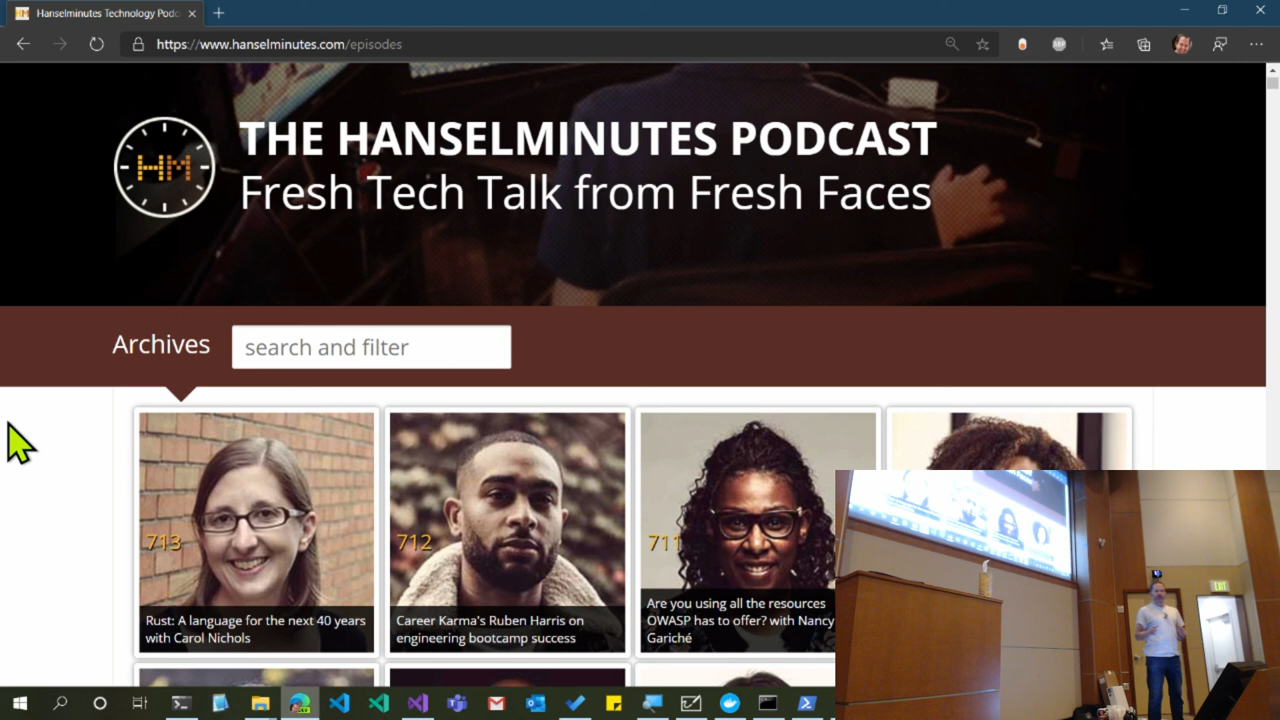 Hanselminutes Technology Podc
https://www.hanselminutes.com/episodes
HM
THE HANSELMINUTES PODCAST
Fresh Tech Talk from Fresh Faces
Archives
search and filter
713
Rust: A language for the next 40 years
with Carol Nichols
712
Career Karma's Ruben Harris on
engineering bootcamp success
711
Are you using all the resources
OWASP has to offer? with Nancy
Gariché
EXIT